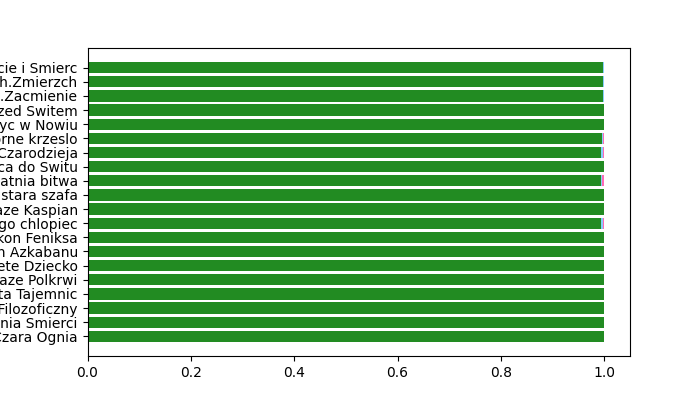 cie i Smierc
h.Zmierzch
.Zacmienie
zed Switem
yc w Nowiu
rne krzeslo
Czarodzieja
ca do Switu
atnia bitwa
stara szafa
aze Kaspian
go chlopiec
kon Feniksa
n Azkabanu
ete Dziecko
aze Polkrwi
ta Tajemnic
Filozoficzny
nia Smierci
Czara Ognia
0.0 0.2 0.4 0.6 0.8 1.0